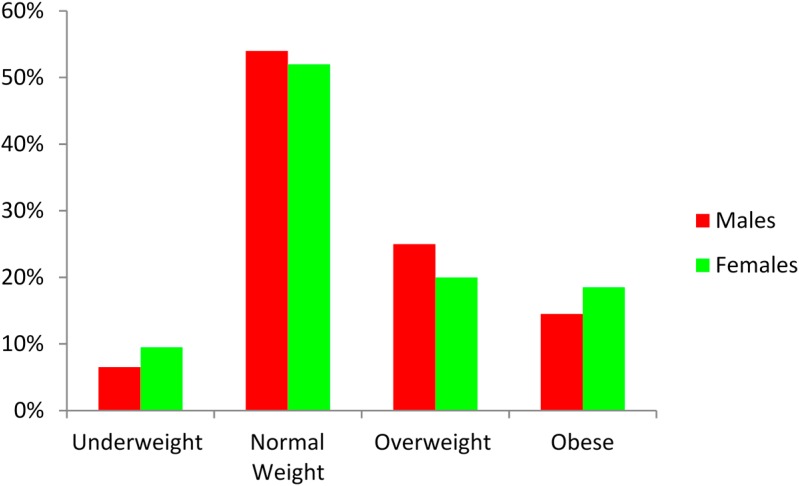 60%
50%
40%
30%
20%
10%
0%
Underweight
Normal
Weight
Overweight
Obese
Males
Females